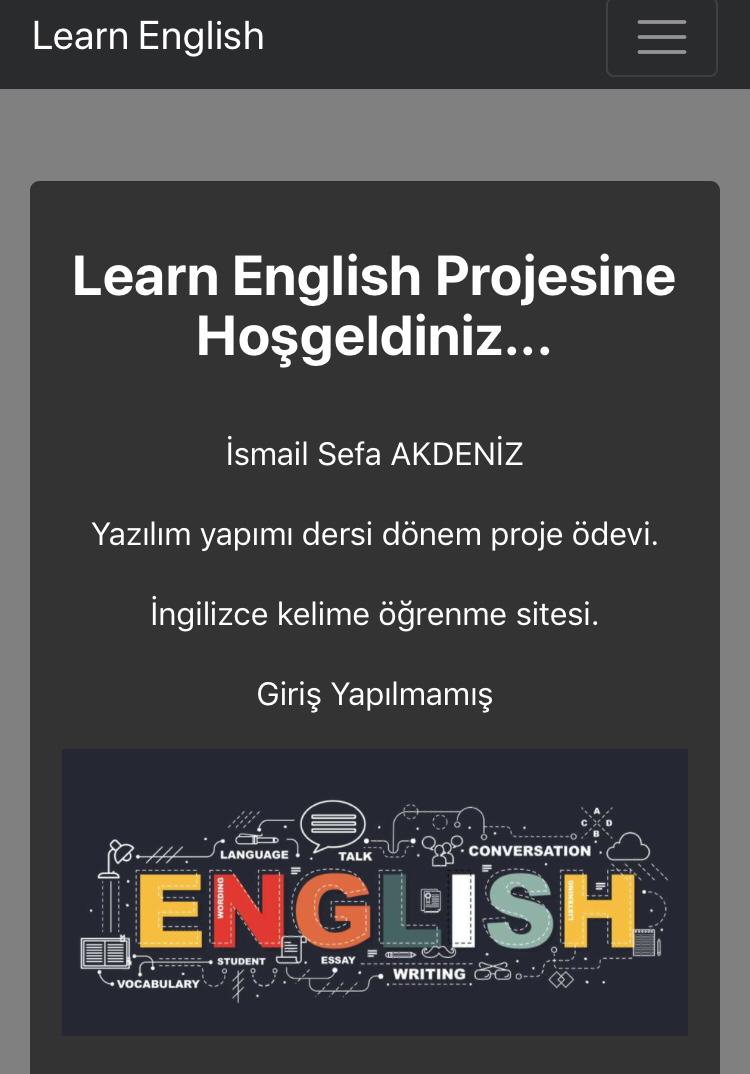 Learn English
Learn English Projesine
Hoşgeldiniz...
İsmail Sefa AKDENİZ
Yazılım yapımı dersi dönem proje ödevi.
İngilizce kelime öğrenme sitesi.
Giriş Yapılmamış
A
C D
B
LANGUAGE
TALK
CONVERSATION
ENGLISH
WORDING
LISTENING
STUDENT
ESSAY
WRITING
VOCABULARY